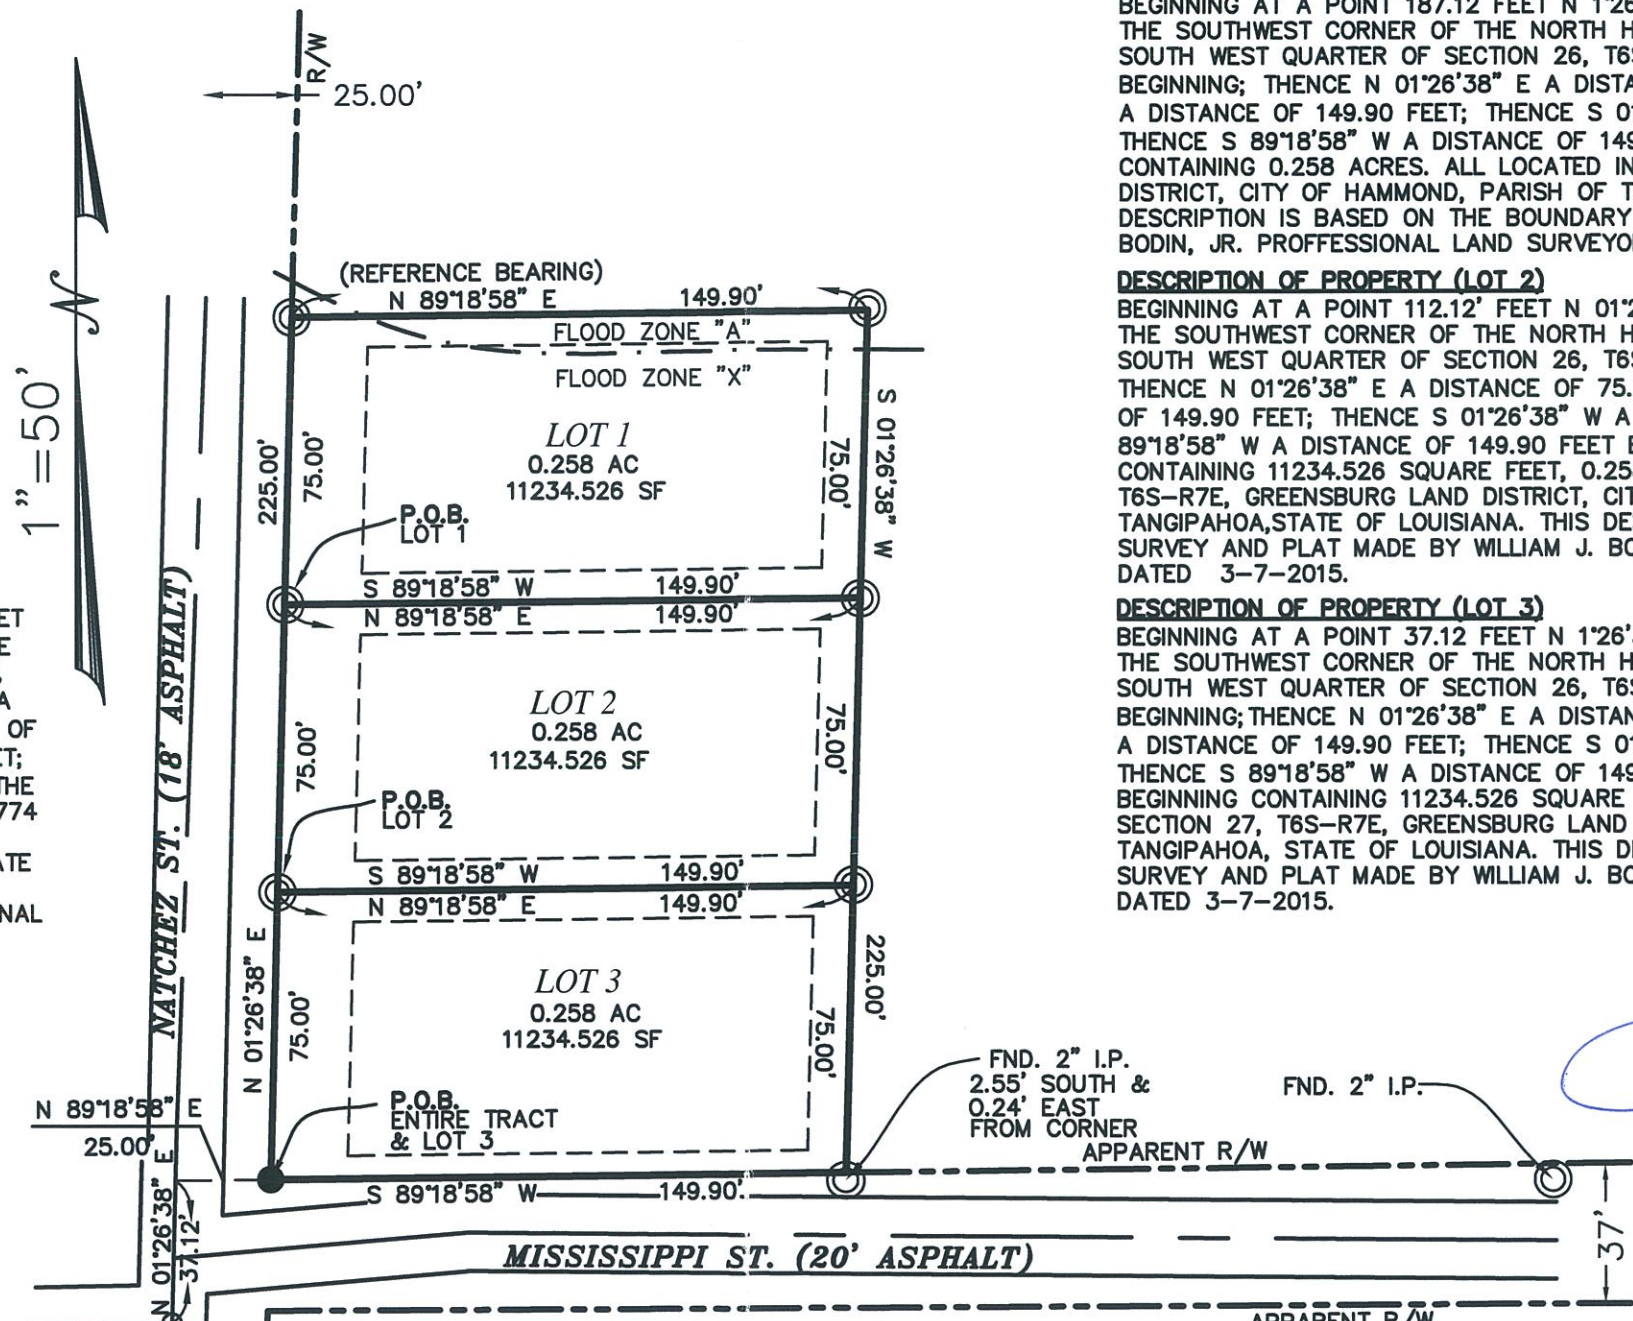 R/W
25.00'
(REFERENCE BEARING)
N 89°18'58" E 149.90'
FLOOD ZONE "A"
FLOOD ZONE "X"
N
1"=50'
LOT 1
0.258 AC
11234.526 SF
225.00'
75.00'
75.00'
S 01°26'38" W
P.O.B.
LOT 1
S 89°18'58" W 149.90'
N 89°18'58" E 149.90'
LOT 2
0.258 AC
11234.526 SF
75.00'
75.00'
P.O.B.
LOT 2
S 89°18'58" W 149.90'
N 89°18'58" E 149.90'
LOT 3
0.258 AC
11234.526 SF
N 01°26'38" E
75.00'
75.00'
225.00'
P.O.B.
ENTIRE TRACT
& LOT 3
S 89°18'58" W 149.90'
NATCHEZ ST. (18' ASPHALT)
N 89°18'58" E
25.00'
N 01°26'38" E
37.12'
MISSISSIPPI ST. (20' ASPHALT)
FND. 2" I.P.
2.55' SOUTH &
0.24' EAST
FROM CORNER
FND. 2" I.P.
APPARENT R/W
37'
APPARENT R/W
ET
E
A
OF
ET;
THE
774
ATE
NAL
BEGINNING AT A POINT 187.12 FEET N 1°26
THE SOUTHWEST CORNER OF THE NORTH H
SOUTH WEST QUARTER OF SECTION 26, T6S
BEGINNING; THENCE N 01°26'38" E A DISTA
A DISTANCE OF 149.90 FEET; THENCE S 01
THENCE S 89°18'58" W A DISTANCE OF 149
CONTAINING 0.258 ACRES. ALL LOCATED IN
DISTRICT, CITY OF HAMMOND, PARISH OF T
DESCRIPTION IS BASED ON THE BOUNDARY
BODIN, JR. PROFFESSIONAL LAND SURVEYO
DESCRIPTION OF PROPERTY (LOT 2)
BEGINNING AT A POINT 112.12' FEET N 01°2
THE SOUTHWEST CORNER OF THE NORTH H
SOUTH WEST QUARTER OF SECTION 26, T6S
THENCE N 01°26'38" E A DISTANCE OF 75.
OF 149.90 FEET; THENCE S 01°26'38" W A
89°18'58" W A DISTANCE OF 149.90 FEET B
CONTAINING 11234.526 SQUARE FEET, 0.25
T6S-R7E, GREENSBURG LAND DISTRICT, CIT
TANGIPAHOA,STATE OF LOUISIANA. THIS DE
SURVEY AND PLAT MADE BY WILLIAM J. BO
DATED 3-7-2015.
DESCRIPTION OF PROPERTY (LOT 3)
BEGINNING AT A POINT 37.12 FEET N 1°26'
THE SOUTHWEST CORNER OF THE NORTH H
SOUTH WEST QUARTER OF SECTION 26, T6S
BEGINNING; THENCE N 01°26'38" E A DISTAN
A DISTANCE OF 149.90 FEET; THENCE S 01
THENCE S 89°18'58" W A DISTANCE OF 149
BEGINNING CONTAINING 11234.526 SQUARE
SECTION 27, T6S-R7E, GREENSBURG LAND
TANGIPAHOA, STATE OF LOUISIANA. THIS D
SURVEY AND PLAT MADE BY WILLIAM J. BO
DATED 3-7-2015.